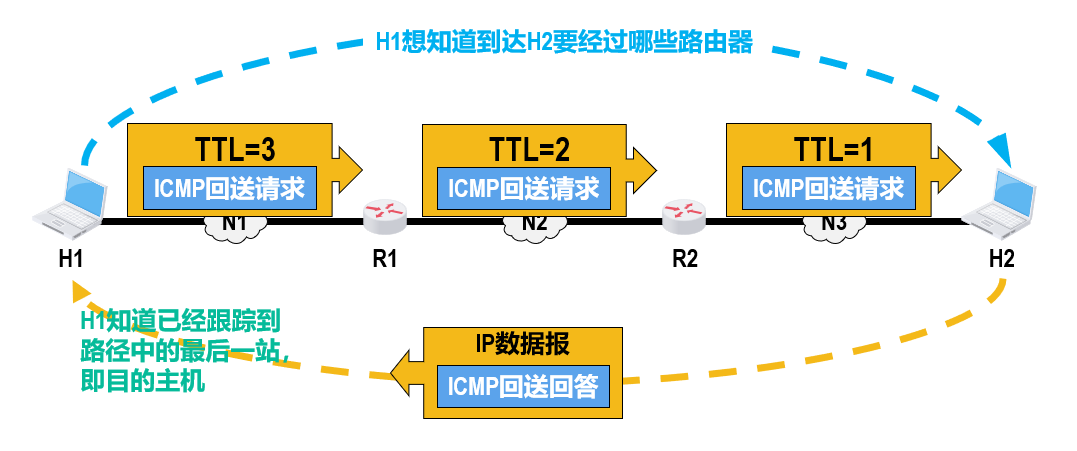 H1想知道到达H2要经过哪些路由器
TTL=3
TTL=2
TTL=1
ICMP回送请求
ICMP回送请求
ICMP回送请求
N1
N2
N3
H1
R1
R2
H2
H1知道已经跟踪到
路径中的最后一站，
即目的主机
IP数据报
ICMP回送回答